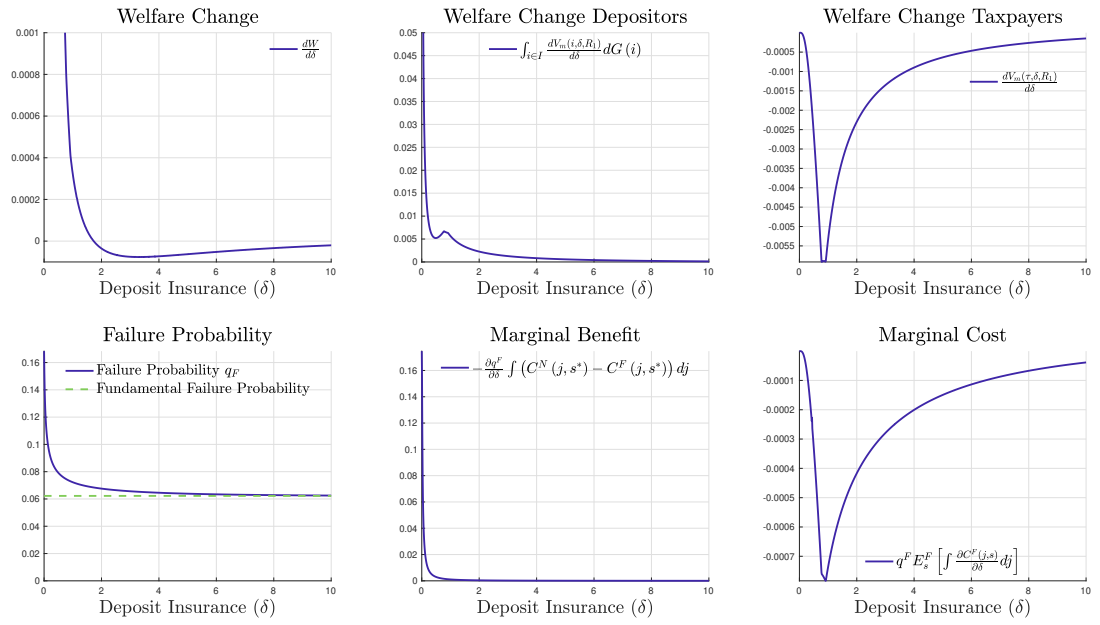 Welfare Change
0.001
0.0008
0.0006
0.0004
0.0002
0
0 2 4 6 8 10
dW/dδ
Deposit Insurance (δ)
Welfare Change Depositors
0.05
0.045
0.04
0.035
0.03
0.025
0.02
0.015
0.01
0.005
0
0 2 4 6 8 10
∫_{i∈I} dV_m(i,δ,R_1)/dδ dG (i)
Deposit Insurance (δ)
Welfare Change Taxpayers
-0.0005
-0.001
-0.0015
-0.002
-0.0025
-0.003
-0.0035
-0.004
-0.0045
-0.005
-0.0055
0 2 4 6 8 10
dV_m(τ,δ,R_1)/dδ
Deposit Insurance (δ)
Failure Probability
0.16
0.14
0.12
0.1
0.08
0.06
0.04
0.02
0
0 2 4 6 8 10
Failure Probability q_F
Fundamental Failure Probability
Deposit Insurance (δ)
Marginal Benefit
0.16
0.14
0.12
0.1
0.08
0.06
0.04
0.02
0
0 2 4 6 8 10
−∂q^F/∂δ ∫ (C^N (j, s*) − C^F (j, s*)) dj
Deposit Insurance (δ)
Marginal Cost
-0.0001
-0.0002
-0.0003
-0.0004
-0.0005
-0.0006
-0.0007
0 2 4 6 8 10
q^F E_s^F [∫ ∂C^F(j,s)/∂δ dj]
Deposit Insurance (δ)